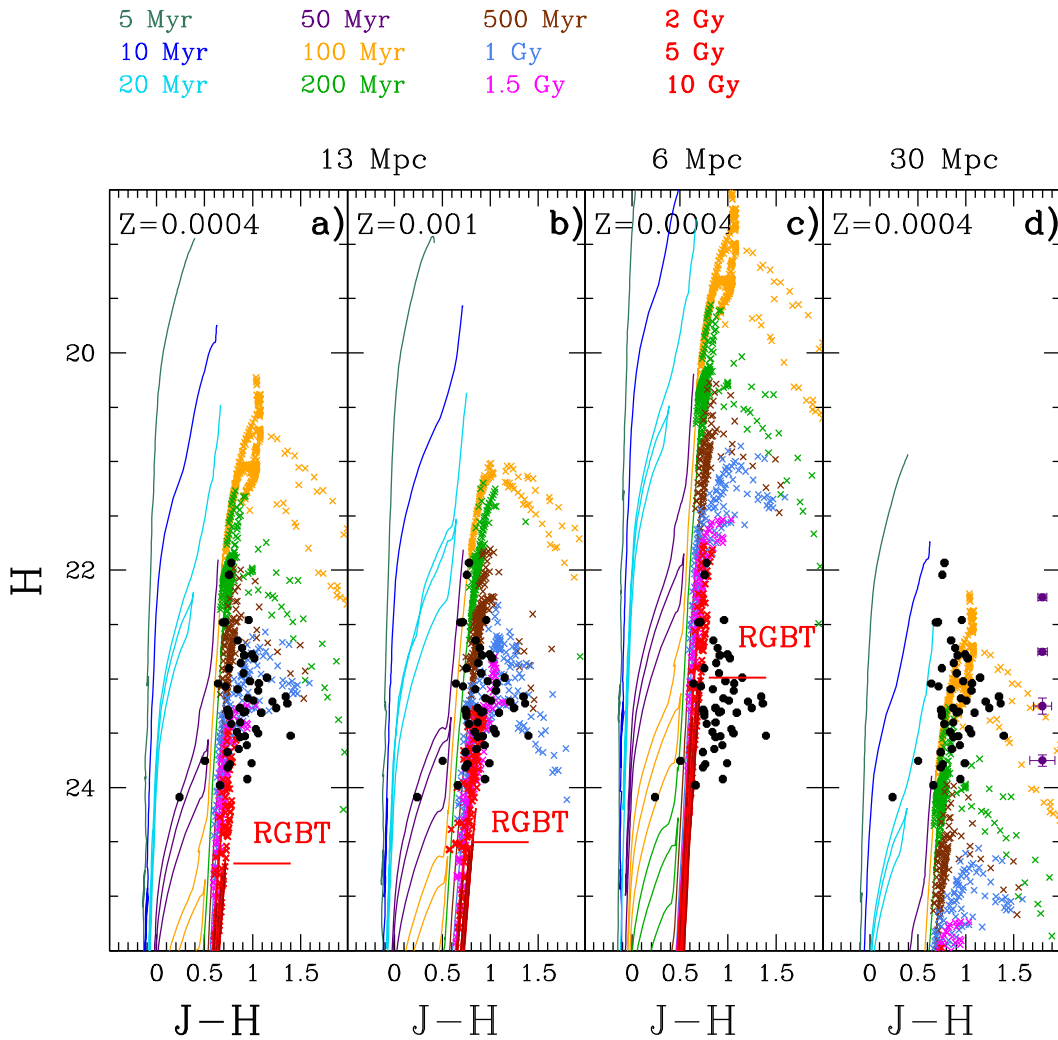 5 Myr 50 Myr 500 Myr 2 Gy
10 Myr 100 Myr 1 Gy 5 Gy
20 Myr 200 Myr 1.5 Gy 10 Gy
13 Mpc 6 Mpc 30 Mpc
Z=0.0004 a) Z=0.001 b) Z=0.0004 c) Z=0.0004 d)
20
22
RGBT
24
RGBT RGBT
H
0 0.5 1 1.5 0 0.5 1 1.5 0 0.5 1 1.5 0 0.5 1 1.5
J-H J-H J-H J-H